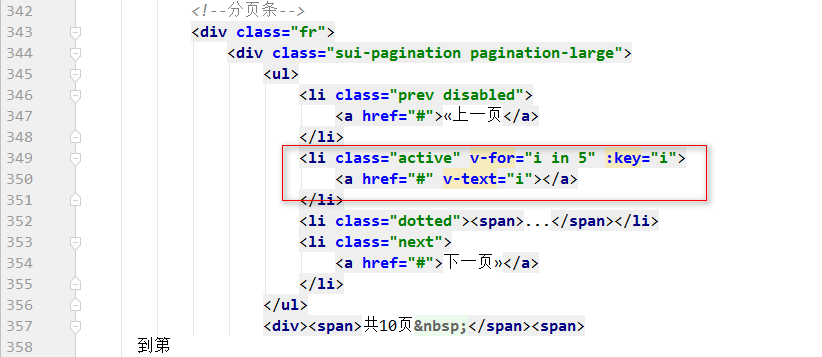 342 <!--分页条-->
343 <div class="fr">
344 <div class="sui-pagination pagination-large">
345 <ul>
346 <li class="prev disabled">
347 <a href="#">«上一页</a>
348 </li>
349 <li class="active" v-for="i in 5" :key="i">
350 <a href="#" v-text="i"></a>
351 </li>
352 <li class="dotted"><span>...</span></li>
353 <li class="next">
354 <a href="#">下一页»</a>
355 </li>
356 </ul>
357 <div><span>共10页&nbsp;</span><span>
358 到第